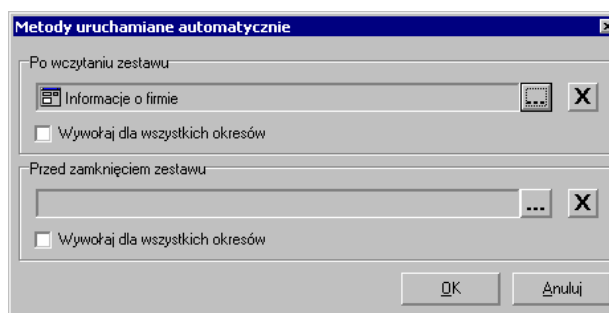 Metody uruchamiane automatycznie
Po wczytaniu zestawu
Informacje o firmie
...
X
Wywołaj dla wszystkich okresów
Przed zamknięciem zestawu
...
X
Wywołaj dla wszystkich okresów
OK
Anuluj